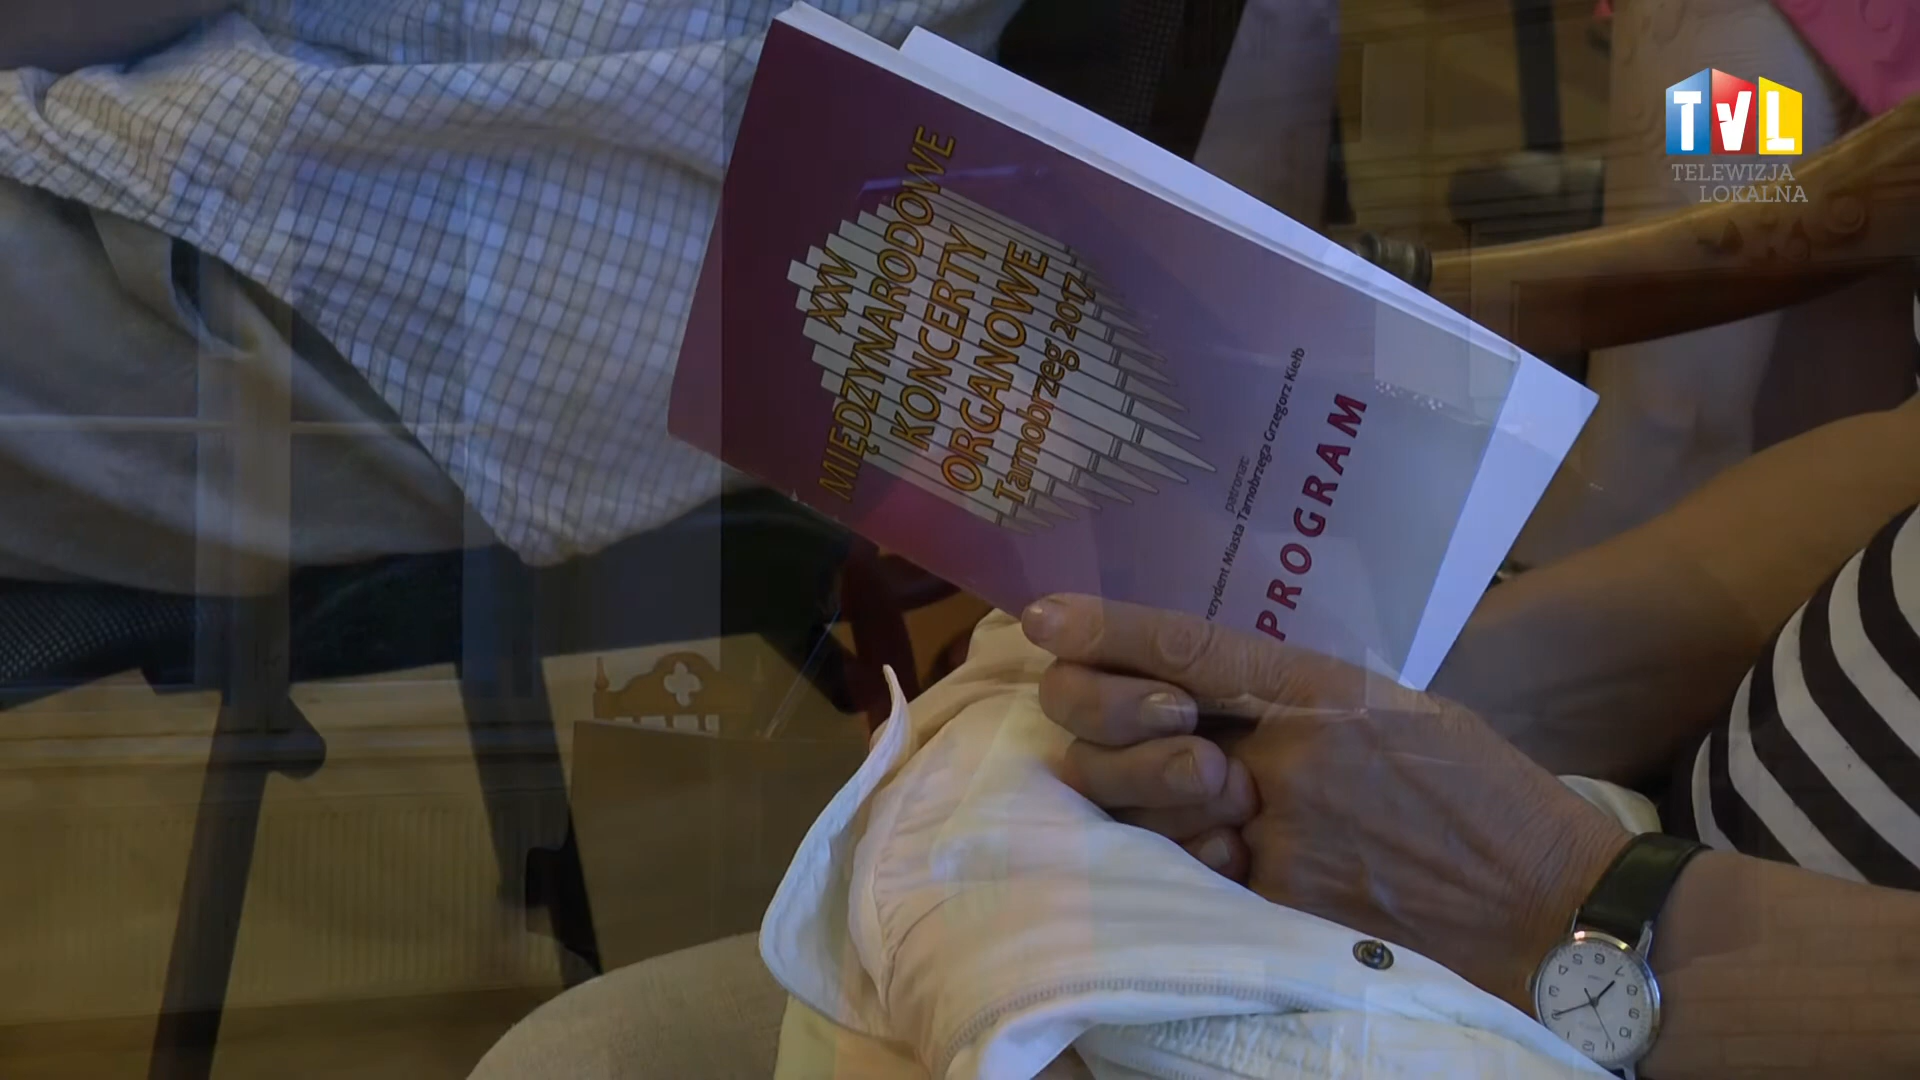 XXV
MIĘDZYNARODOWE
KONCERTY
ORGANOWE
Tarnobrzeg 2017
patronat:
Miasta Tarnobrzega Grzegorz Kiełb
PROGRAM
TVL
TELEWIZJA
LOKALNA